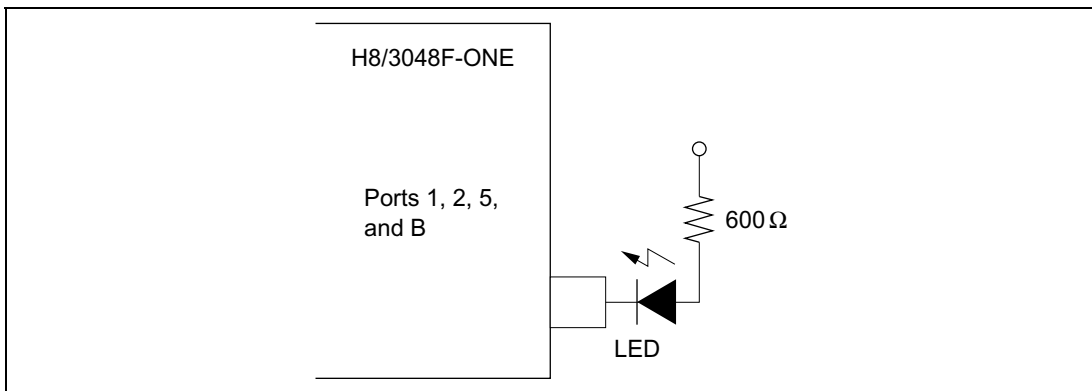 H8/3048F-ONE
Ports 1, 2, 5,
and B
600 Ω
LED